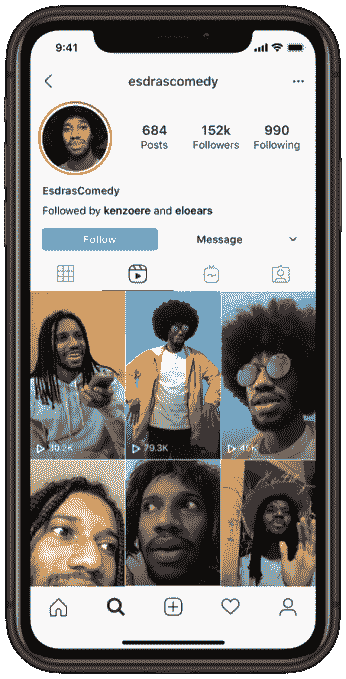 9:41
esdrascomedy
684 152k 990
Posts Followers Following
EsdrasComedy
Followed by kenzoere and eloears
Follow Message
30.2K 79.3K 45K